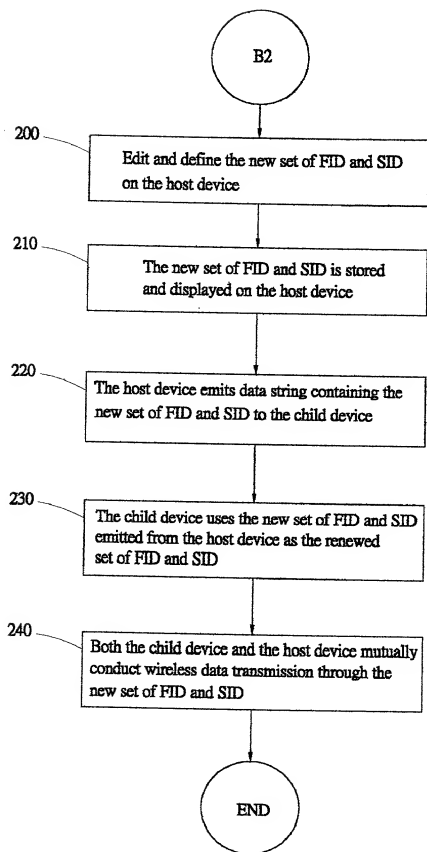 B2
200
Edit and define the new set of FID and SID
on the host device
210
The new set of FID and SID is stored
and displayed on the host device
220
The host device emits data string containing the
new set of FID and SID to the child device
230
The child device uses the new set of FID and SID
emitted from the host device as the renewed
set of FID and SID
240
Both the child device and the host device mutually
conduct wireless data transmission through the
new set of FID and SID
END